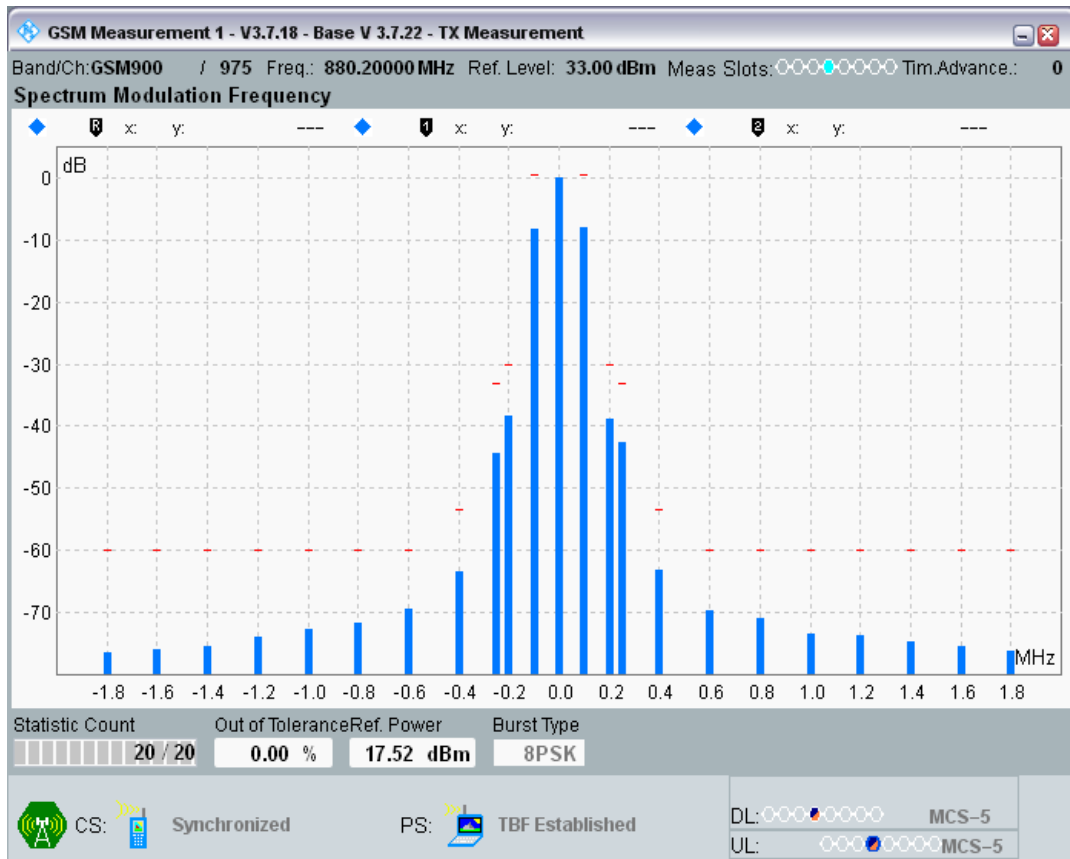 GSM Measurement 1 - V3.7.18 - Base V 3.7.22 - TX Measurement
Band/Ch:GSM900 / 975 Freq.: 880.20000 MHz Ref. Level: 33.00 dBm Meas Slots: Tim.Advance.: 0
Spectrum Modulation Frequency
R x: y: --- 1 x: y: --- 2 x: y: ---
dB
0
-10
-20
-30
-40
-50
-60
-70
MHz
-1.8 -1.6 -1.4 -1.2 -1.0 -0.8 -0.6 -0.4 -0.2 0.0 0.2 0.4 0.6 0.8 1.0 1.2 1.4 1.6 1.8
Statistic Count Out of Tolerance Ref. Power Burst Type
20 / 20 0.00 % 17.52 dBm 8PSK
CS: Synchronized PS: TBF Established DL: MCS-5
UL: MCS-5